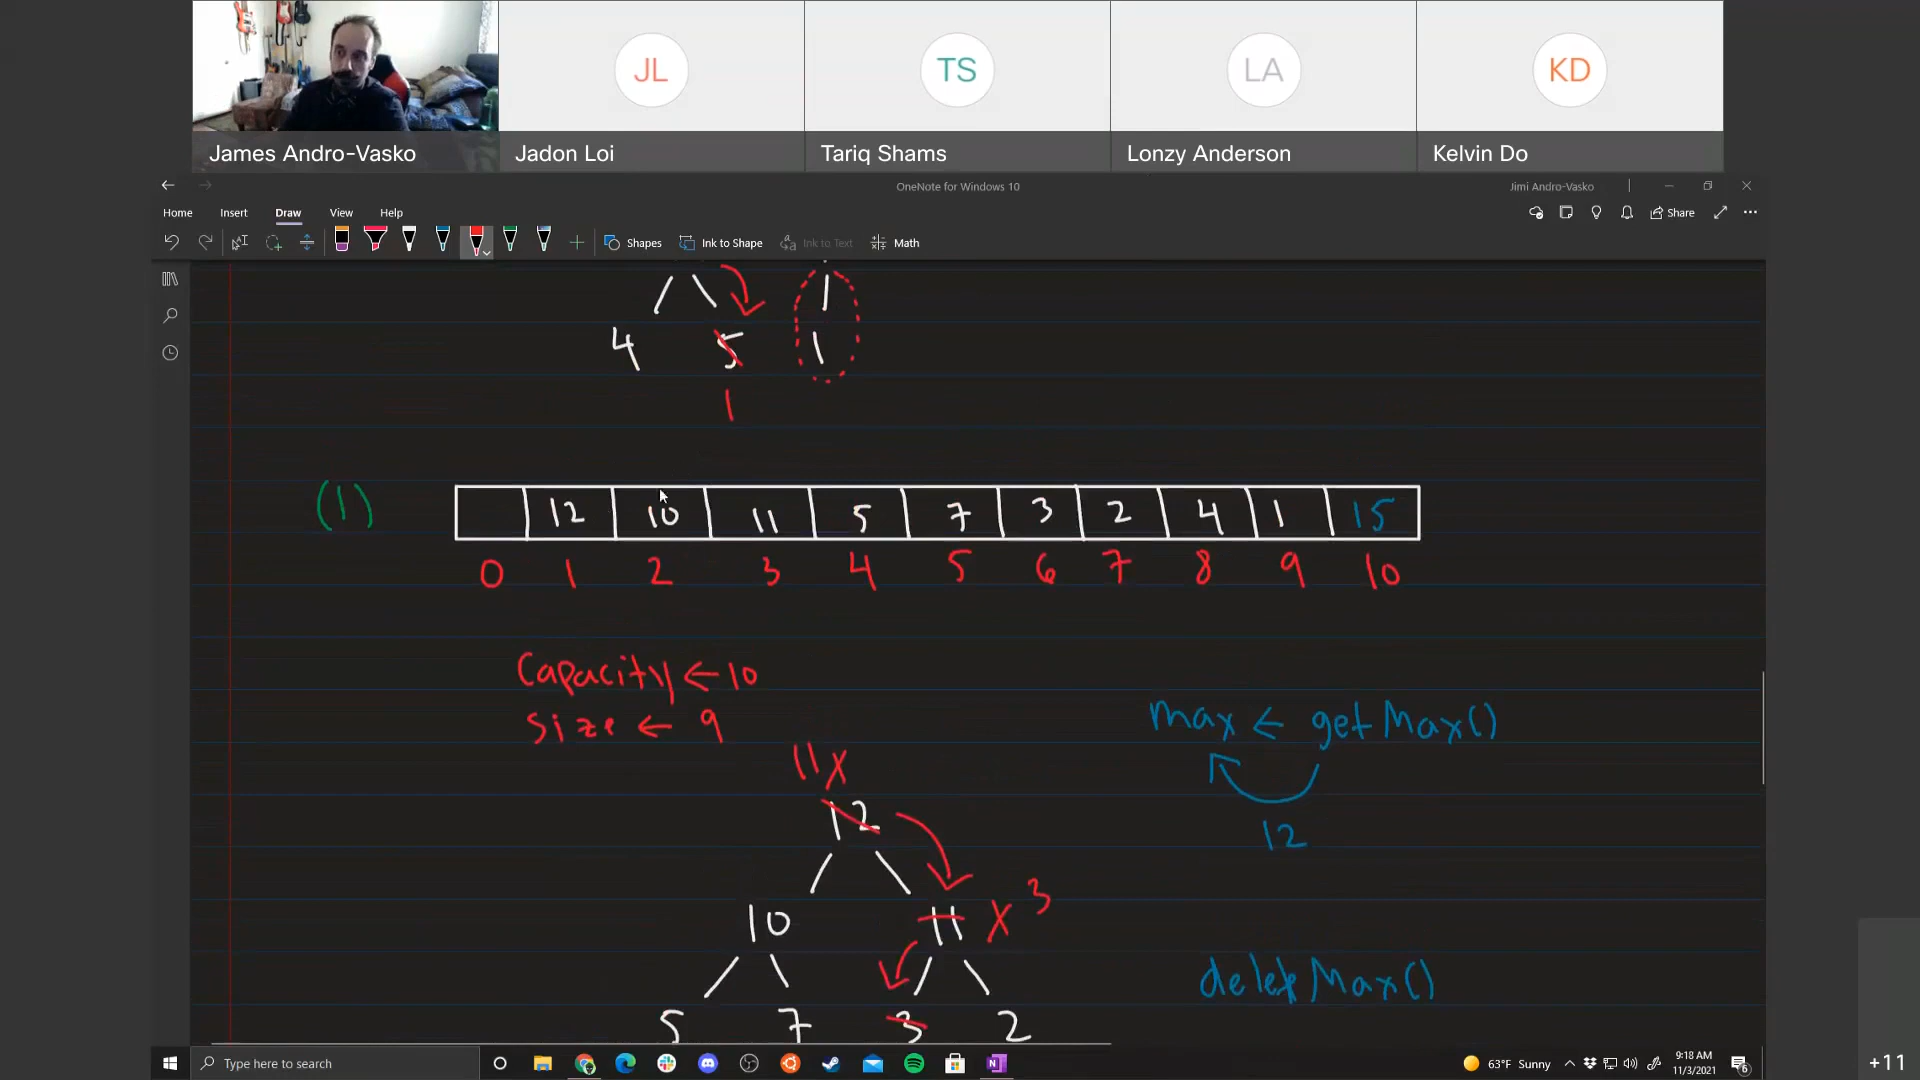 JL
TS
LA
KD
James Andro-Vasko
Jadon Loi
Tariq Shams
Lonzy Anderson
Kelvin Do
OneNote for Windows 10
Jimi Andro-Vasko
Home Insert Draw View Help
Share
Shapes Ink to Shape Ink to Text Math
4 5 1
1
(1) 12 10 11 5 7 3 2 4 1 15
0 1 2 3 4 5 6 7 8 9 10
Capacity ← 10
Size ← 9
max ← getMax()
11 X
12
12
10 11 X 3
deleteMax()
5 7 3 2
Type here to search
63°F Sunny
9:18 AM
11/3/2021
6
+11